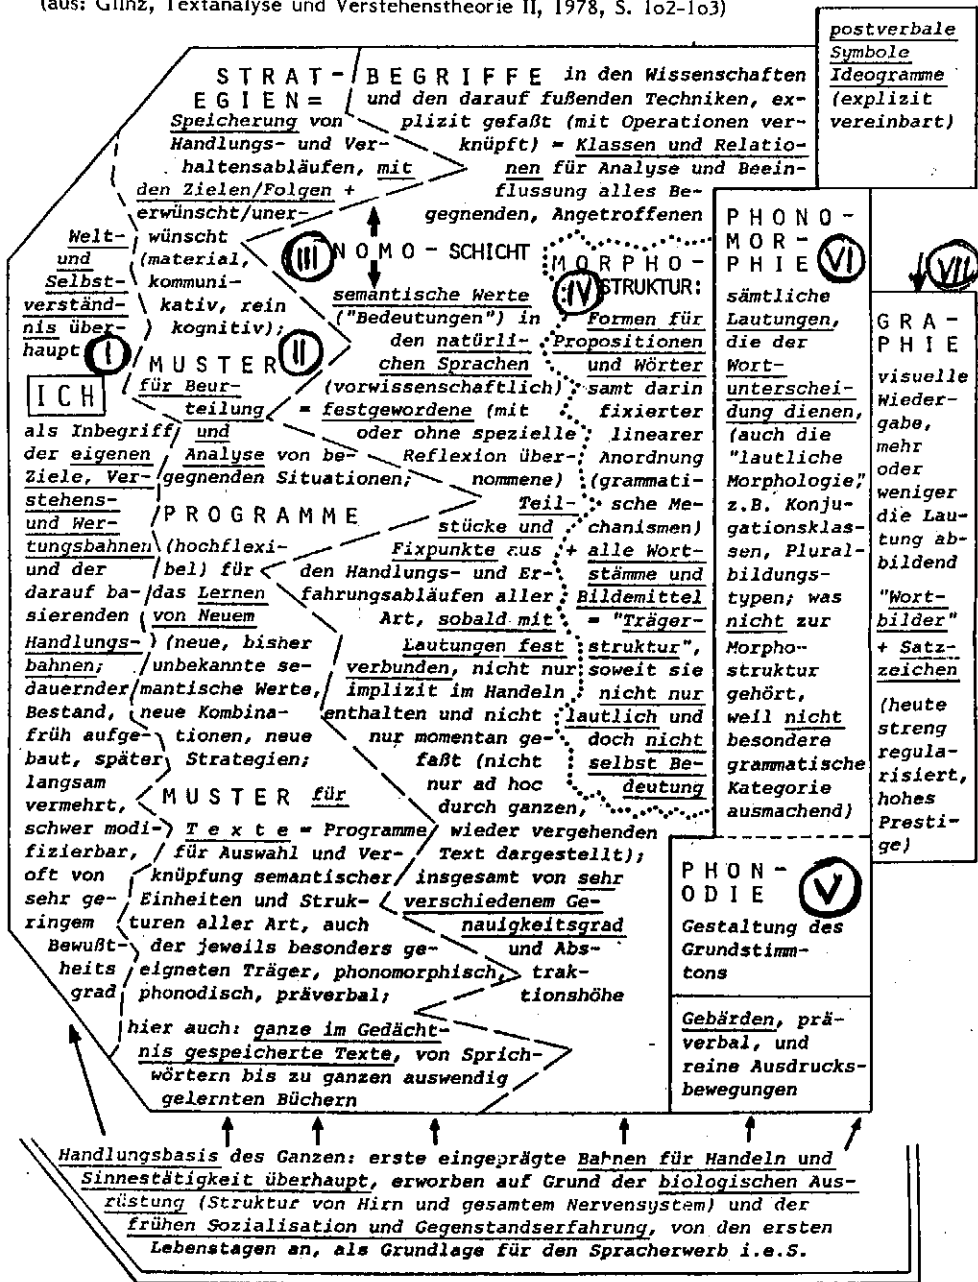 (aus: Glinz, Textanalyse und Verstehenstheorie II, 1978, S. 1o2-1o3)
postverbale
Symbole
Ideogramme
(explizit
vereinbart)
Welt-
und
Selbst-
verständ-
nis über-
haupt
I
ICH
als Inbegriff
der eigenen
Ziele, Ver-
stehens-
und Wer-
tungsbahnen
und der
darauf ba-
sierenden
Handlungs-
bahnen;
dauernder
Bestand,
früh aufge-
baut, später
langsam
vermehrt,
schwer modi-
fizierbar,
oft von
sehr ge-
ringem
Bewußt-
heits
grad
STRAT-
EGIEN=
Speicherung von
Handlungs- und Ver-
haltensabläufen, mit
den Zielen/Folgen +
erwünscht/uner-
wünscht
(material,
kommuni-
kativ, rein
kognitiv);
MUSTER
II
für Beur-
teilung
und
Analyse von be-
gegnenden Situationen;
PROGRAMME
(hochflexi-
bel) für
das Lernen
von Neuem
(neue, bisher
unbekannte se-
mantische Werte,
neue Kombina-
tionen, neue
Strategien;
MUSTER für
Texte = Programme
für Auswahl und Ver-
knüpfung semantischer
Einheiten und Struk-
turen aller Art, auch
der jeweils besonders ge-
eigneten Träger, phonomorphisch,
phonodisch, präverbal;
hier auch: ganze im Gedächt-
nis gespeicherte Texte, von Sprich-
wörtern bis zu ganzen auswendig
gelernten Büchern
BEGRIFFE in den Wissenschaften
und den darauf fußenden Techniken, ex-
plizit gefaßt (mit Operationen ver-
knüpft) = Klassen und Relatio-
nen für Analyse und Beein-
flussung alles Be-
gegnenden, Angetroffenen
III
NOMO-SCHICHT
semantische Werte
("Bedeutungen") in
den natürli-
chen Sprachen
(vorwissenschaftlich)
= festgewordene (mit
oder ohne spezielle
Reflexion über-
nommene)
Teil-
stücke und
Fixpunkte aus
den Handlungs- und Er-
fahrungsabläufen aller
Art, sobald mit
Lautungen fest
verbunden, nicht nur
implizit im Handeln
enthalten und nicht
nur momentan ge-
faßt (nicht
nur ad hoc
durch ganzen,
wieder vergehenden
Text dargestellt);
insgesamt von sehr
verschiedenem Ge-
nauigkeitsgrad
und Abs-
trak-
tionshöhe
MORPHO-
IV
STRUKTUR:
Formen für
Propositionen
und Wörter
samt darin
fixierter
linearer
Anordnung
(grammati-
sche Me-
chanismen)
+ alle Wort-
stämme und
Bildemittel
= "Träger-
struktur",
soweit sie
nicht nur
lautlich und
doch nicht
selbst Be-
deutung
PHONO-
MOR-
PHIE
VI
sämtliche
Lautungen,
die der
Wort-
unterschei-
dung dienen,
(auch die
"lautliche
Morphologie",
z.B. Konju-
gationsklas-
sen, Plural-
bildungs-
typen; was
nicht zur
Morpho-
struktur
gehört,
weil nicht
besondere
grammatische
Kategorie
ausmachend)
VII
GRA-
PHIE
visuelle
Wieder-
gabe,
mehr
oder
weniger
die Lau-
tung ab-
bildend
"Wort-
bilder"
+ Satz-
zeichen
(heute
streng
regula-
risiert,
hohes
Presti-
ge)
PHON-
ODIE
V
Gestaltung des
Grundstimm-
tons
Gebärden, prä-
verbal, und
reine Ausdrucks-
bewegungen
Handlungsbasis des Ganzen: erste eingeprägte Bahnen für Handeln und
Sinnestätigkeit überhaupt, erworben auf Grund der biologischen Aus-
rüstung (Struktur von Hirn und gesamtem Nervensystem) und der
frühen Sozialisation und Gegenstandserfahrung, von den ersten
Lebenstagen an, als Grundlage für den Spracherwerb i.e.S.